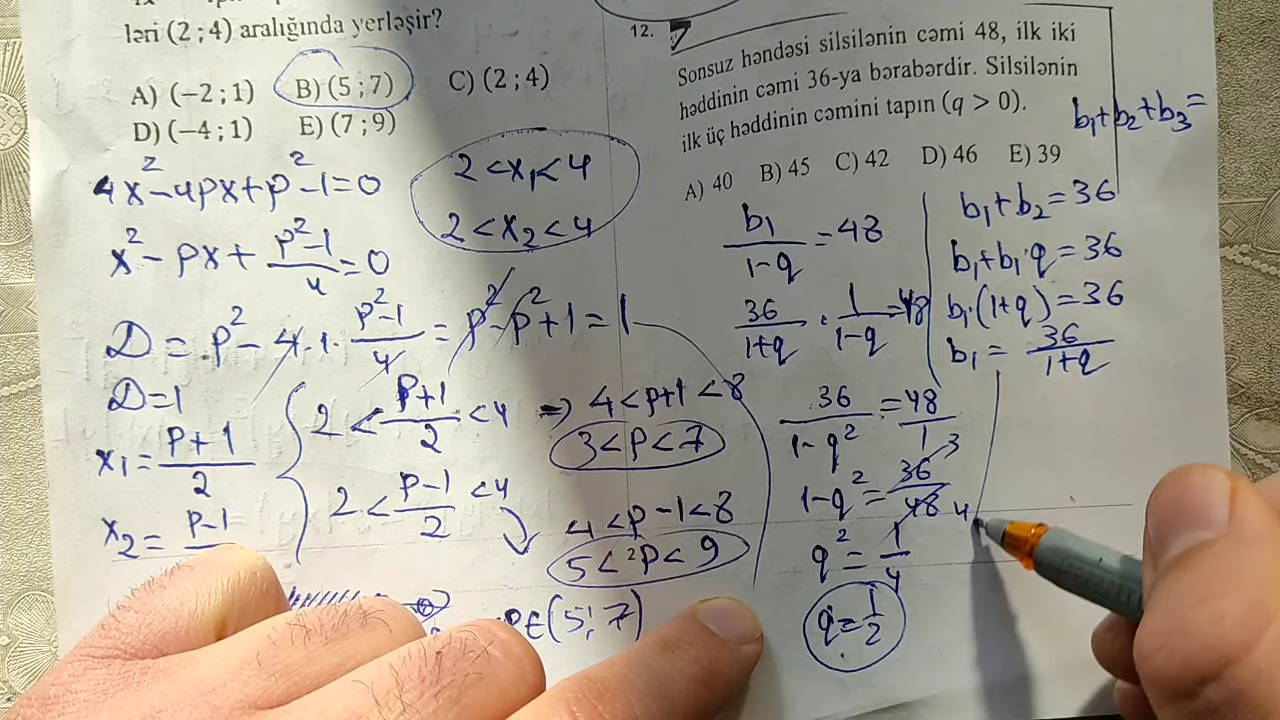 ləri (2 ; 4) aralığında yerləşir?
A) (−2 ; 1) B) (5 ; 7) C) (2 ; 4)
D) (−4 ; 1) E) (7 ; 9)
4x²−4px+p²−1=0
x²−px+(p²−1)/4=0
2<x₁<4
2<x₂<4
D=p²−4·1·(p²−1)/4=p²−p²+1=1
D=1
x₁=(p+1)/2
x₂=(p−1)/
2<(p+1)/2<4 ⇒ 4<p+1<8
3<p<7
2<(p−1)/2<4
4<p−1<8
5<p<9
p∈(5;7)
12.
Sonsuz həndəsi silsilənin cəmi 48, ilk iki
həddinin cəmi 36-ya bərabərdir. Silsilənin
ilk üç həddinin cəmini tapın (q > 0).
b₁+b₂+b₃=
A) 40 B) 45 C) 42 D) 46 E) 39
b₁/(1−q)=48
36/(1+q)·1/(1−q)=48
36/(1−q²)=48/1
1−q²=36/48 3 4
q²=1/4
q=1/2
b₁+b₂=36
b₁+b₁·q=36
b₁·(1+q)=36
b₁=36/(1+q)